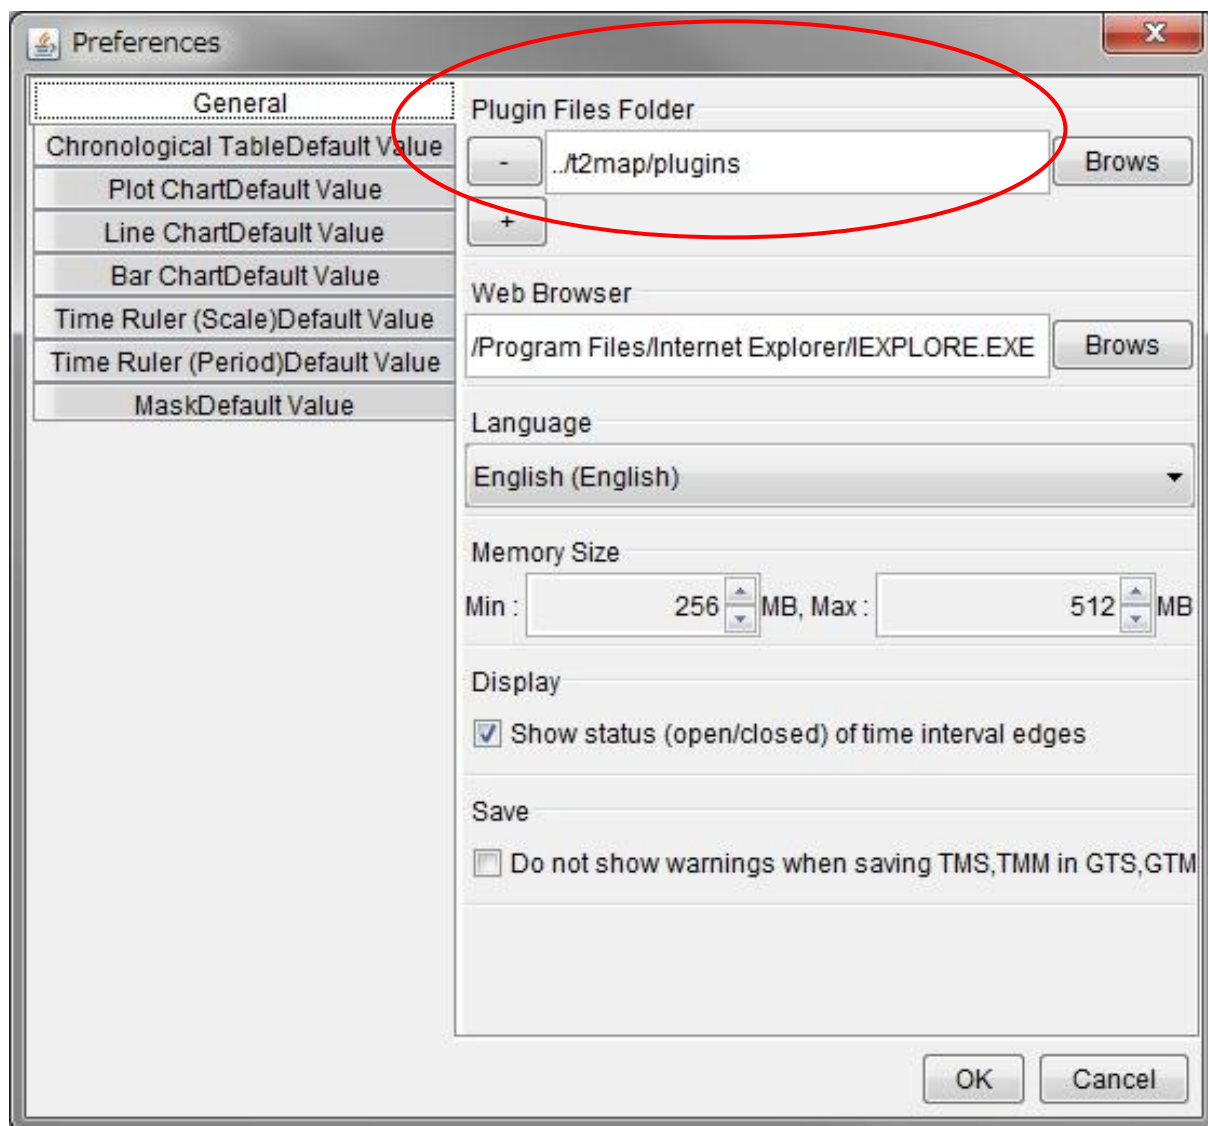 Preferences
General
Chronological TableDefault Value
Plot ChartDefault Value
Line ChartDefault Value
Bar ChartDefault Value
Time Ruler (Scale)Default Value
Time Ruler (Period)Default Value
MaskDefault Value
Plugin Files Folder
- ../t2map/plugins Brows
+
Web Browser
/Program Files/Internet Explorer/IEXPLORE.EXE Brows
Language
English (English)
Memory Size
Min : 256 MB, Max : 512 MB
Display
Show status (open/closed) of time interval edges
Save
Do not show warnings when saving TMS,TMM in GTS,GTM
OK Cancel